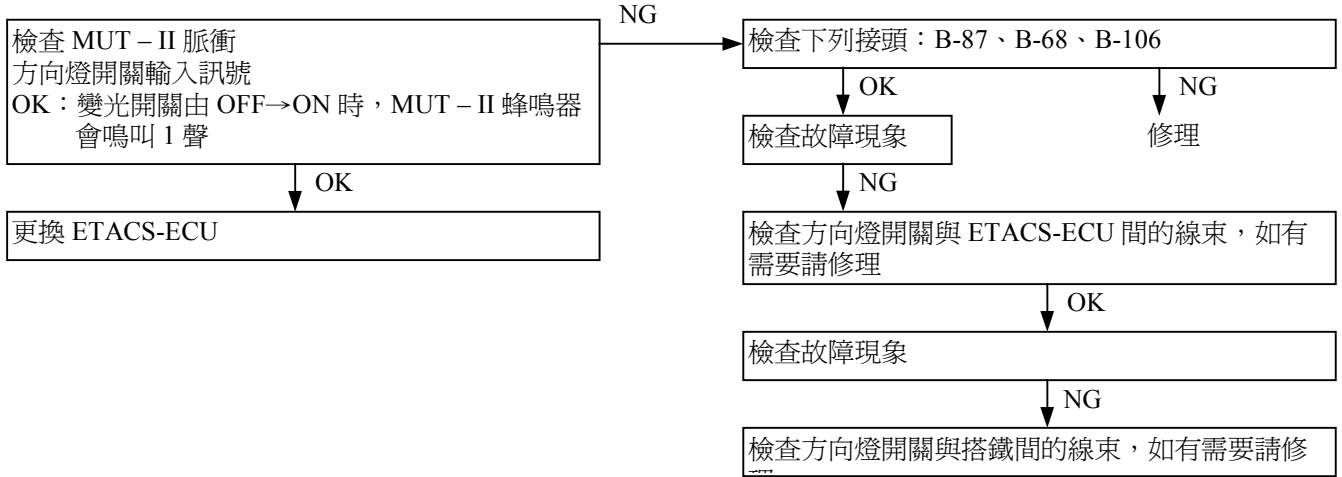 NG
檢查 MUT – II 脈衝
方向燈開關輸入訊號
OK：變光開關由 OFF→ON 時，MUT – II 蜂鳴器
會鳴叫 1 聲
檢查下列接頭：B-87、B-68、B-106
OK
NG
檢查故障現象
修理
OK
NG
更換 ETACS-ECU
檢查方向燈開關與 ETACS-ECU 間的線束，如有
需要請修理
OK
檢查故障現象
NG
檢查方向燈開關與搭鐵間的線束，如有需要請修